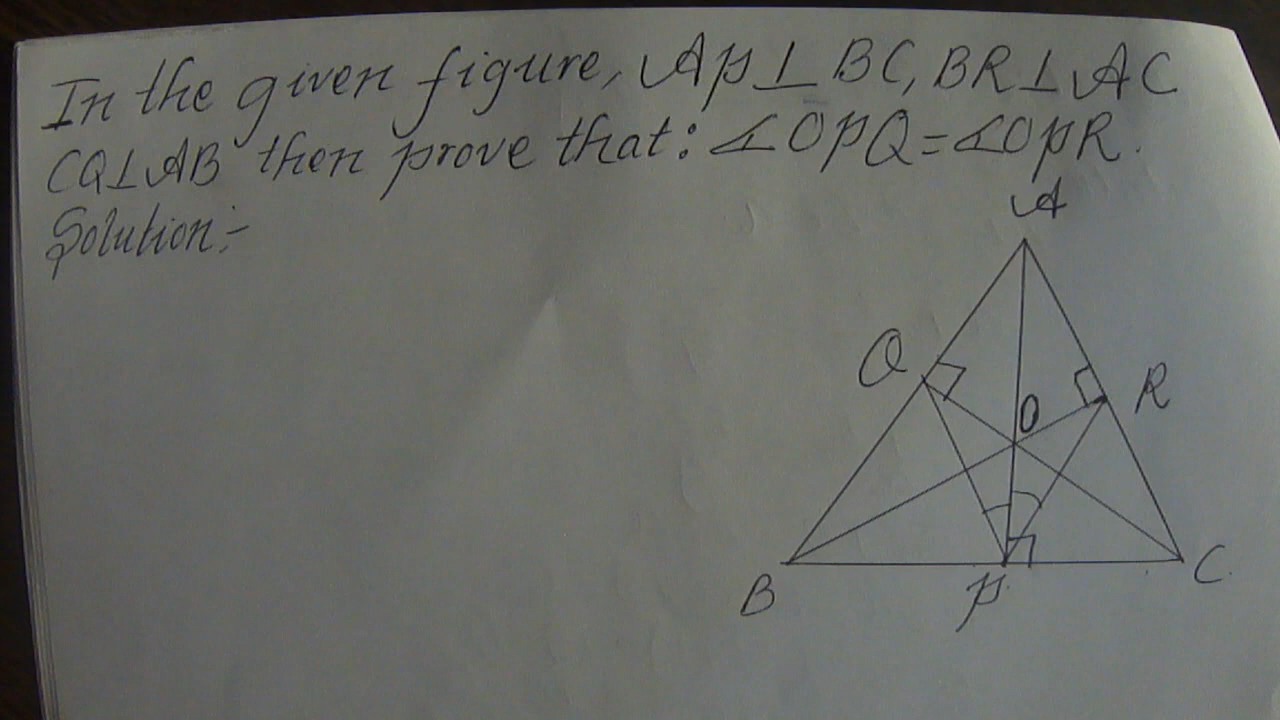 In the given figure, AP⊥BC, BR⊥AC
CQ⊥AB then prove that: ∡OPQ=∡OPR.
Solution:-
A
Q
O
R
B
P
C